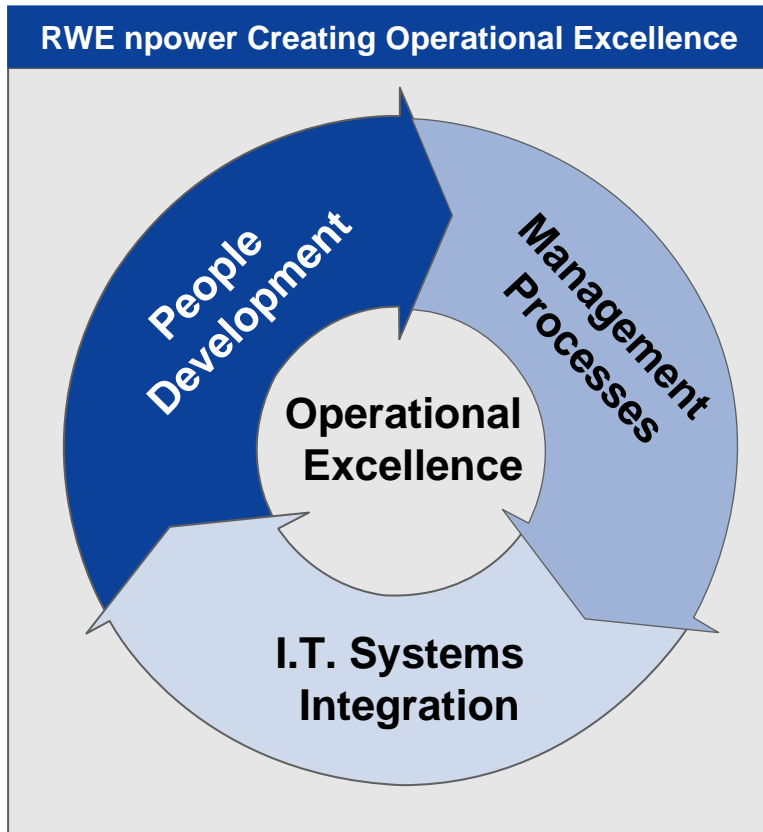 RWE npower Creating Operational Excellence
People
Development
Management
Processes
Operational
Excellence
I.T. Systems
Integration